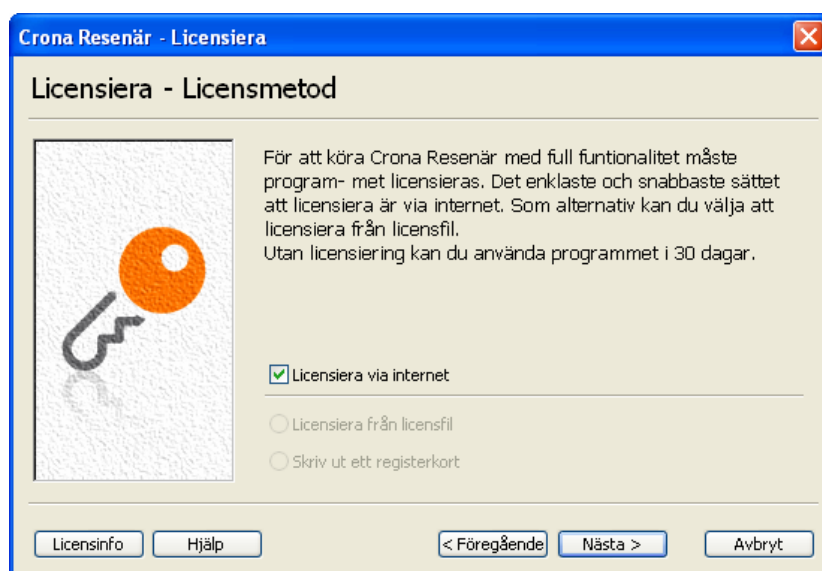 Crona Resenär - Licensiera
Licensiera - Licensmetod
För att köra Crona Resenär med full funtionalitet måste
program- met licensieras. Det enklaste och snabbaste sättet
att licensiera är via internet. Som alternativ kan du välja att
licensiera från licensfil.
Utan licensiering kan du använda programmet i 30 dagar.
Licensiera via internet
Licensiera från licensfil
Skriv ut ett registerkort
Licensinfo Hjälp < Föregående Nästa > Avbryt